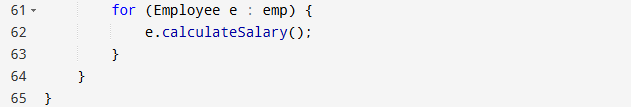 61        for (Employee e : emp) {
62            e.calculateSalary();
63        }
64    }
65 }